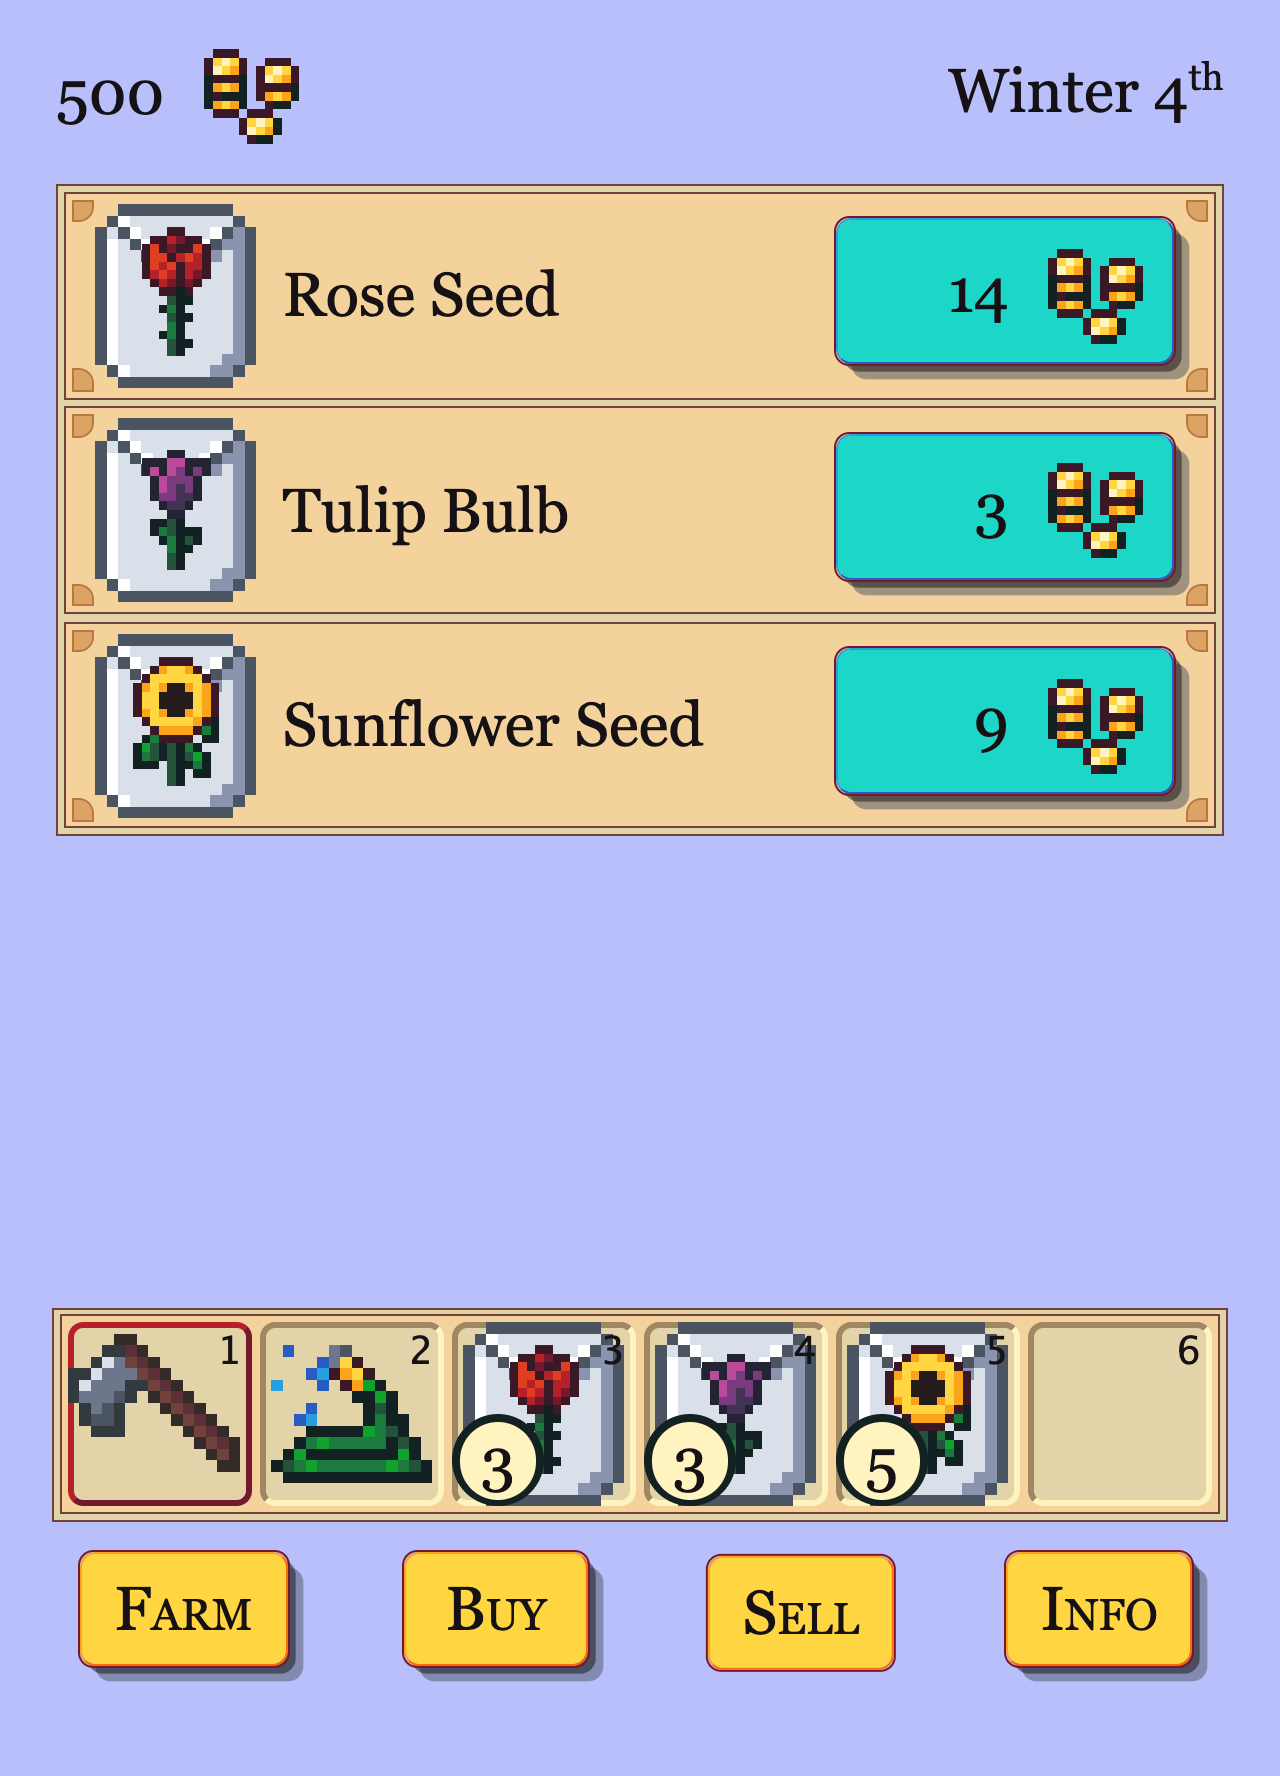 500 Winter 4th
Rose Seed 14
Tulip Bulb 3
Sunflower Seed 9
1 2 3 4 5 6
3 3 5
Farm Buy Sell Info